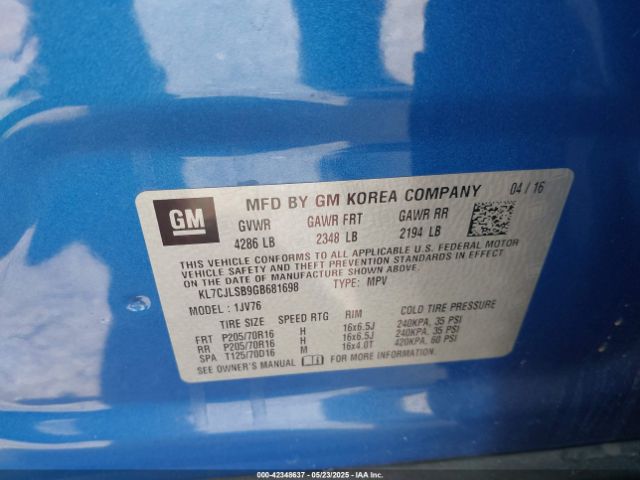 GM
MFD BY GM KOREA COMPANY 04 / 16
GVWR GAWR FRT GAWR RR
4286 LB 2348 LB 2194 LB
THIS VEHICLE CONFORMS TO ALL APPLICABLE U.S. FEDERAL MOTOR
VEHICLE SAFETY AND THEFT PREVENTION STANDARDS IN EFFECT ON
THE DATE OF MANUFACTURE SHOWN ABOVE.
KL7CJLSB9GB681698 TYPE: MPV
MODEL : 1JV76
TIRE SIZE SPEED RTG RIM COLD TIRE PRESSURE
FRT P205/70R16 H 16x6.5J 240KPA, 35 PSI
RR P205/70R16 H 16x6.5J 240KPA, 35 PSI
SPA T125/70D16 M 16x4.0T 420KPA, 60 PSI
SEE OWNER'S MANUAL FOR MORE INFORMATION.
000-42348637 - 05/23/2025 - IAAI.COM